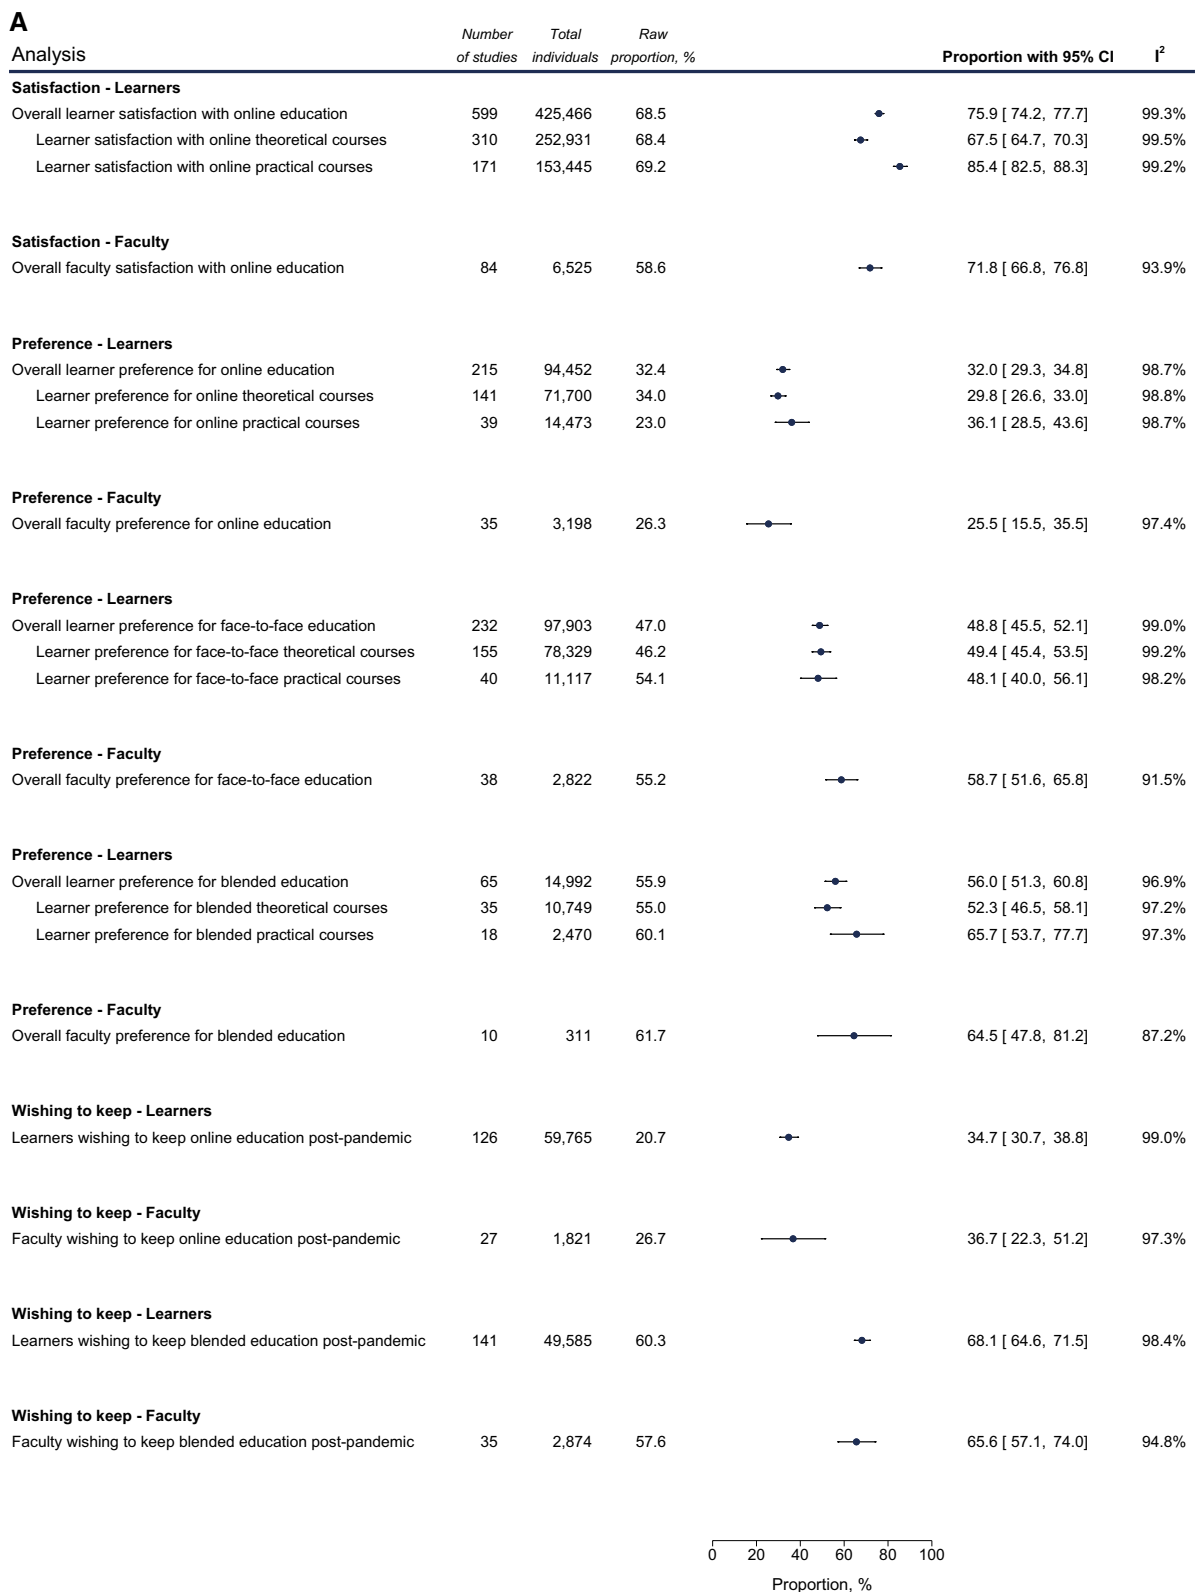 A
Analysis Number of studies Total individuals Raw proportion, % Proportion with 95% CI I²
Satisfaction - Learners
Overall learner satisfaction with online education 599 425,466 68.5 75.9 [ 74.2, 77.7] 99.3%
Learner satisfaction with online theoretical courses 310 252,931 68.4 67.5 [ 64.7, 70.3] 99.5%
Learner satisfaction with online practical courses 171 153,445 69.2 85.4 [ 82.5, 88.3] 99.2%
Satisfaction - Faculty
Overall faculty satisfaction with online education 84 6,525 58.6 71.8 [ 66.8, 76.8] 93.9%
Preference - Learners
Overall learner preference for online education 215 94,452 32.4 32.0 [ 29.3, 34.8] 98.7%
Learner preference for online theoretical courses 141 71,700 34.0 29.8 [ 26.6, 33.0] 98.8%
Learner preference for online practical courses 39 14,473 23.0 36.1 [ 28.5, 43.6] 98.7%
Preference - Faculty
Overall faculty preference for online education 35 3,198 26.3 25.5 [ 15.5, 35.5] 97.4%
Preference - Learners
Overall learner preference for face-to-face education 232 97,903 47.0 48.8 [ 45.5, 52.1] 99.0%
Learner preference for face-to-face theoretical courses 155 78,329 46.2 49.4 [ 45.4, 53.5] 99.2%
Learner preference for face-to-face practical courses 40 11,117 54.1 48.1 [ 40.0, 56.1] 98.2%
Preference - Faculty
Overall faculty preference for face-to-face education 38 2,822 55.2 58.7 [ 51.6, 65.8] 91.5%
Preference - Learners
Overall learner preference for blended education 65 14,992 55.9 56.0 [ 51.3, 60.8] 96.9%
Learner preference for blended theoretical courses 35 10,749 55.0 52.3 [ 46.5, 58.1] 97.2%
Learner preference for blended practical courses 18 2,470 60.1 65.7 [ 53.7, 77.7] 97.3%
Preference - Faculty
Overall faculty preference for blended education 10 311 61.7 64.5 [ 47.8, 81.2] 87.2%
Wishing to keep - Learners
Learners wishing to keep online education post-pandemic 126 59,765 20.7 34.7 [ 30.7, 38.8] 99.0%
Wishing to keep - Faculty
Faculty wishing to keep online education post-pandemic 27 1,821 26.7 36.7 [ 22.3, 51.2] 97.3%
Wishing to keep - Learners
Learners wishing to keep blended education post-pandemic 141 49,585 60.3 68.1 [ 64.6, 71.5] 98.4%
Wishing to keep - Faculty
Faculty wishing to keep blended education post-pandemic 35 2,874 57.6 65.6 [ 57.1, 74.0] 94.8%
0 20 40 60 80 100
Proportion, %